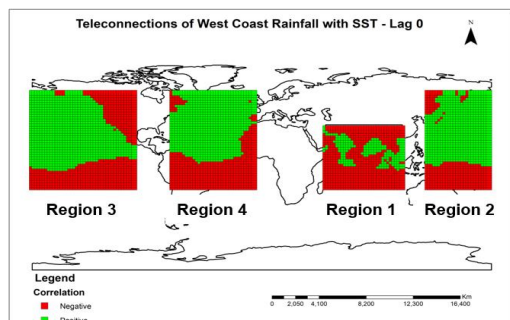 Teleconnections of West Coast Rainfall with SST - Lag 0
N
Region 3 Region 4 Region 1 Region 2
Legend
Correlation
Negative
Positive
Km
0 2,050 4,100 8,200 12,300 16,400